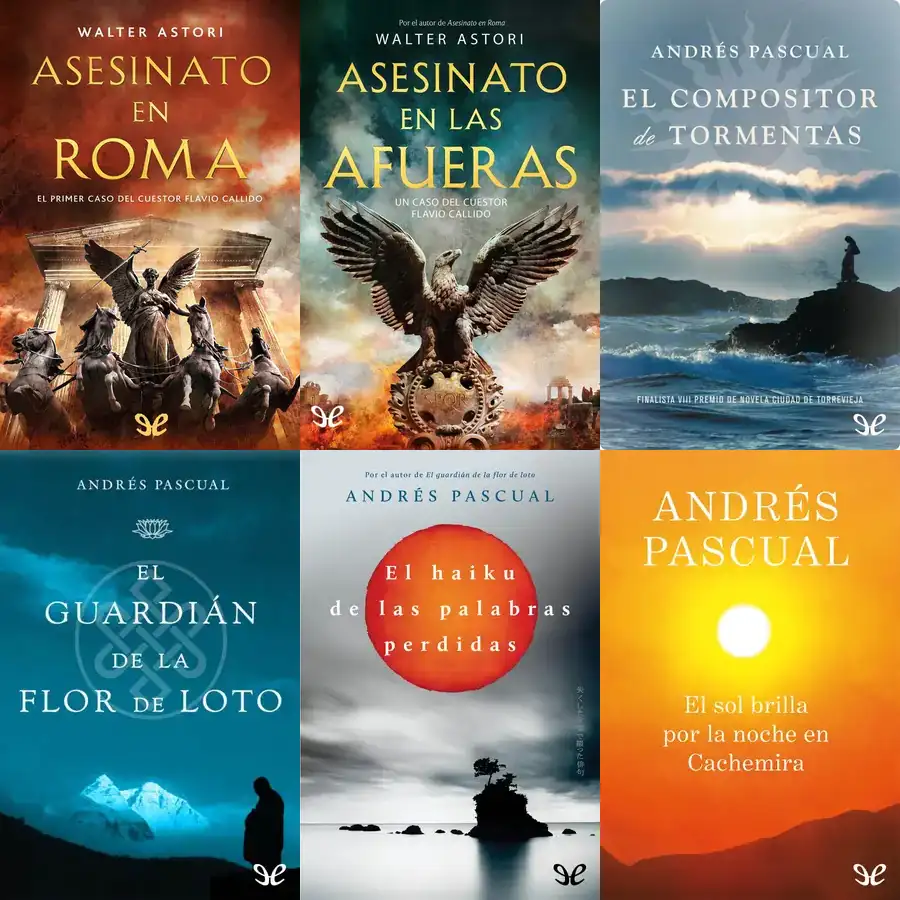 WALTER ASTORI
ASESINATO
EN
ROMA
EL PRIMER CASO DEL CUESTOR FLAVIO CALLIDO
Por el autor de Asesinato en Roma
WALTER ASTORI
ASESINATO
EN LAS
AFUERAS
UN CASO DEL CUESTOR
FLAVIO CALLIDO
ANDRÉS PASCUAL
EL COMPOSITOR
de TORMENTAS
FINALISTA VIII PREMIO DE NOVELA CIUDAD DE TORREVIEJA
ANDRÉS PASCUAL
EL
GUARDIÁN
DE LA
FLOR DE LOTO
Por el autor de El guardián de la flor de loto
ANDRÉS PASCUAL
El haiku
de las palabras
perdidas
ANDRÉS
PASCUAL
El sol brilla
por la noche en
Cachemira